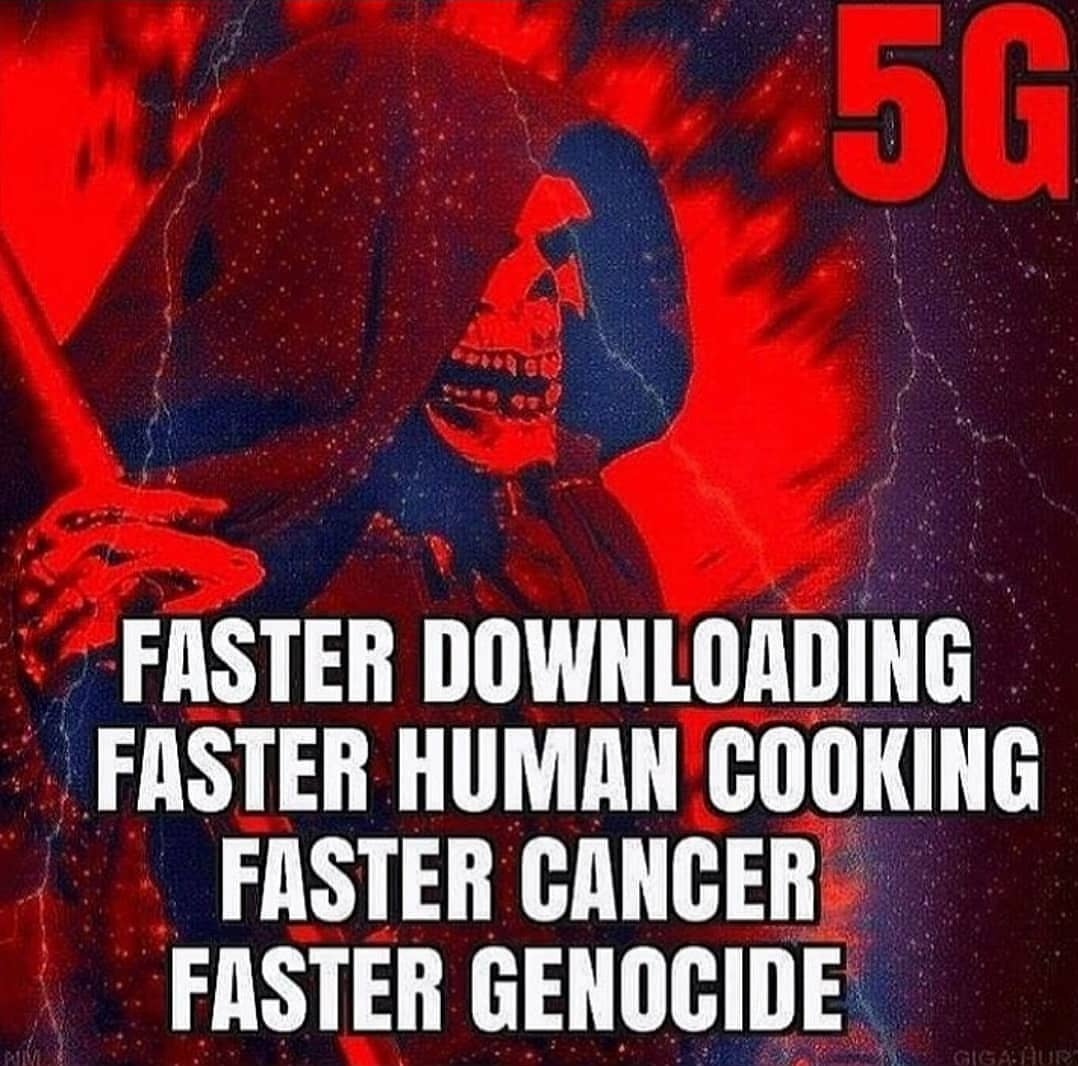 5G
FASTER DOWNLOADING
FASTER HUMAN COOKING
FASTER CANCER
FASTER GENOCIDE